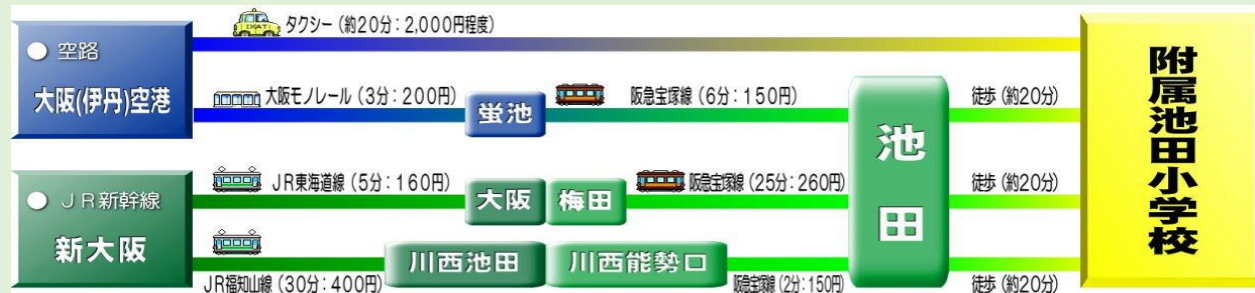 タクシー (約20分:2,000円程度)
● 空路
大阪(伊丹)空港
大阪モノレール (3分:200円)
蛍池
阪急宝塚線 (6分:150円)
徒歩 (約20分)
● JR新幹線
新大阪
JR東海道線 (5分:160円)
大阪
梅田
阪急宝塚線 (25分:260円)
徒歩 (約20分)
JR福知山線 (30分:400円)
川西池田
川西能勢口
阪急宝塚線 (2分:150円)
徒歩 (約20分)
池田
附属池田小学校